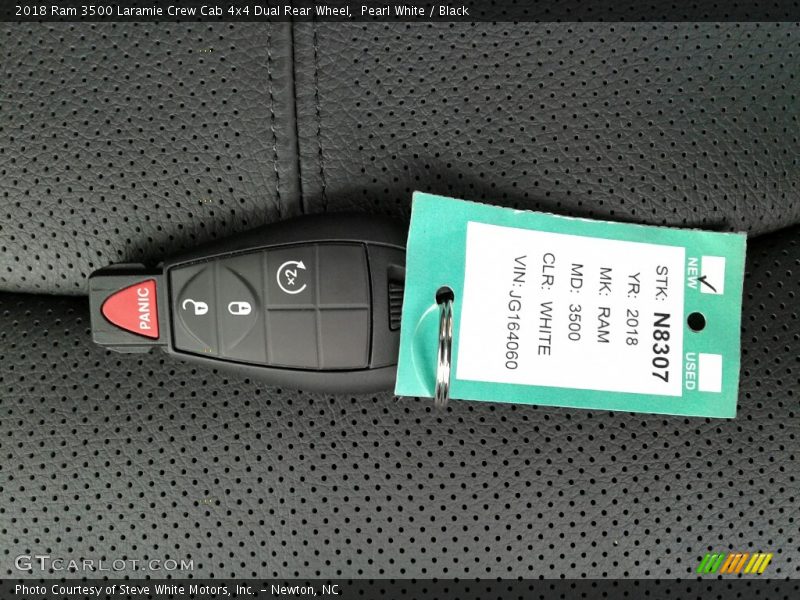 2018 Ram 3500 Laramie Crew Cab 4x4 Dual Rear Wheel,  Pearl White / Black
PANIC
x2
NEW
USED
STK: N8307
YR: 2018
MK: RAM
MD: 3500
CLR: WHITE
VIN: JG164060
GTCARLOT.COM
Photo Courtesy of Steve White Motors, Inc. – Newton, NC